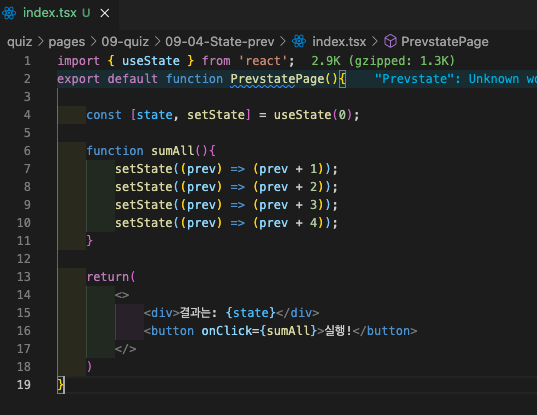 index.tsx U ×
quiz > pages > 09-quiz > 09-04-State-prev > index.tsx > PrevstatePage
1 import { useState } from 'react'; 2.9K (gzipped: 1.3K)
2 export default function PrevstatePage(){ "Prevstate": Unknown wo
3
4 const [state, setState] = useState(0);
5
6 function sumAll(){
7 setState((prev) => (prev + 1));
8 setState((prev) => (prev + 2));
9 setState((prev) => (prev + 3));
10 setState((prev) => (prev + 4));
11 }
12
13 return(
14 <>
15 <div>결과는: {state}</div>
16 <button onClick={sumAll}>실행!</button>
17 </>
18 )
19 }